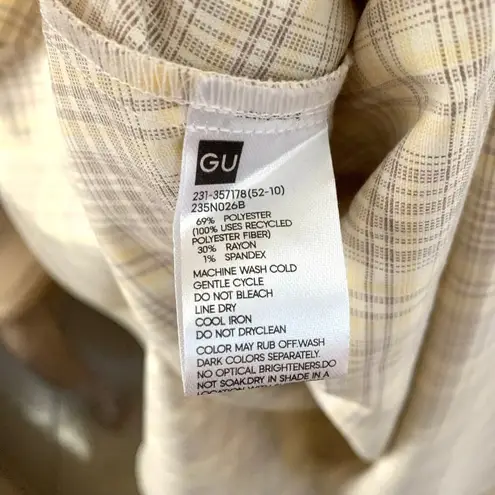 GU
231-357178(52-10)
235N026B
69% POLYESTER
(100% USES RECYCLED
POLYESTER FIBER)
30% RAYON
1% SPANDEX
MACHINE WASH COLD
GENTLE CYCLE
DO NOT BLEACH
LINE DRY
COOL IRON
DO NOT DRYCLEAN
COLOR MAY RUB OFF.WASH
DARK COLORS SEPARATELY.
NO OPTICAL BRIGHTENERS.DO
NOT SOAK.DRY IN SHADE IN A
LOCATION